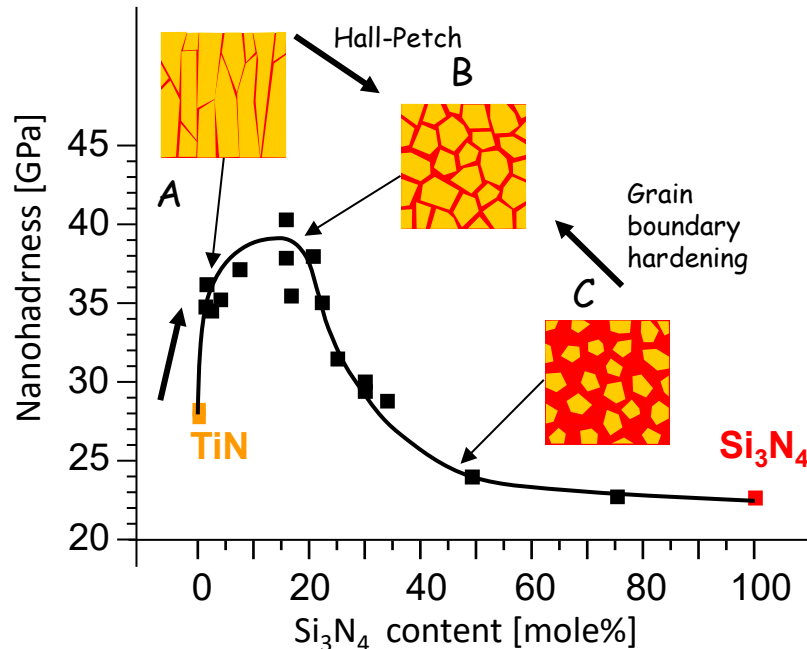 Hall-Petch
B
A
Grain
boundary
hardening
C
Nanohadrness [GPa]
45
40
35
30
25
20
TiN
Si₃N₄
0
20
40
60
80
100
Si₃N₄ content [mole%]